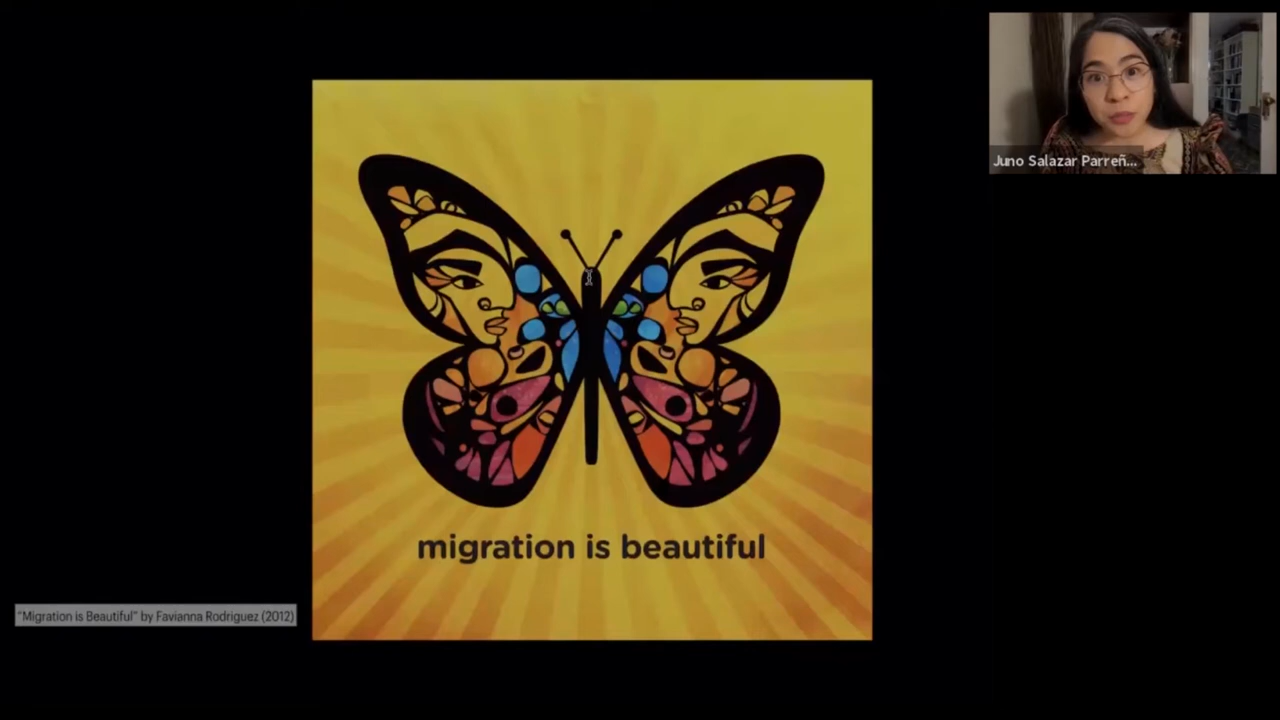 Juno Salazar Parreñ...
migration is beautiful
"Migration is Beautiful" by Favianna Rodriguez (2012)